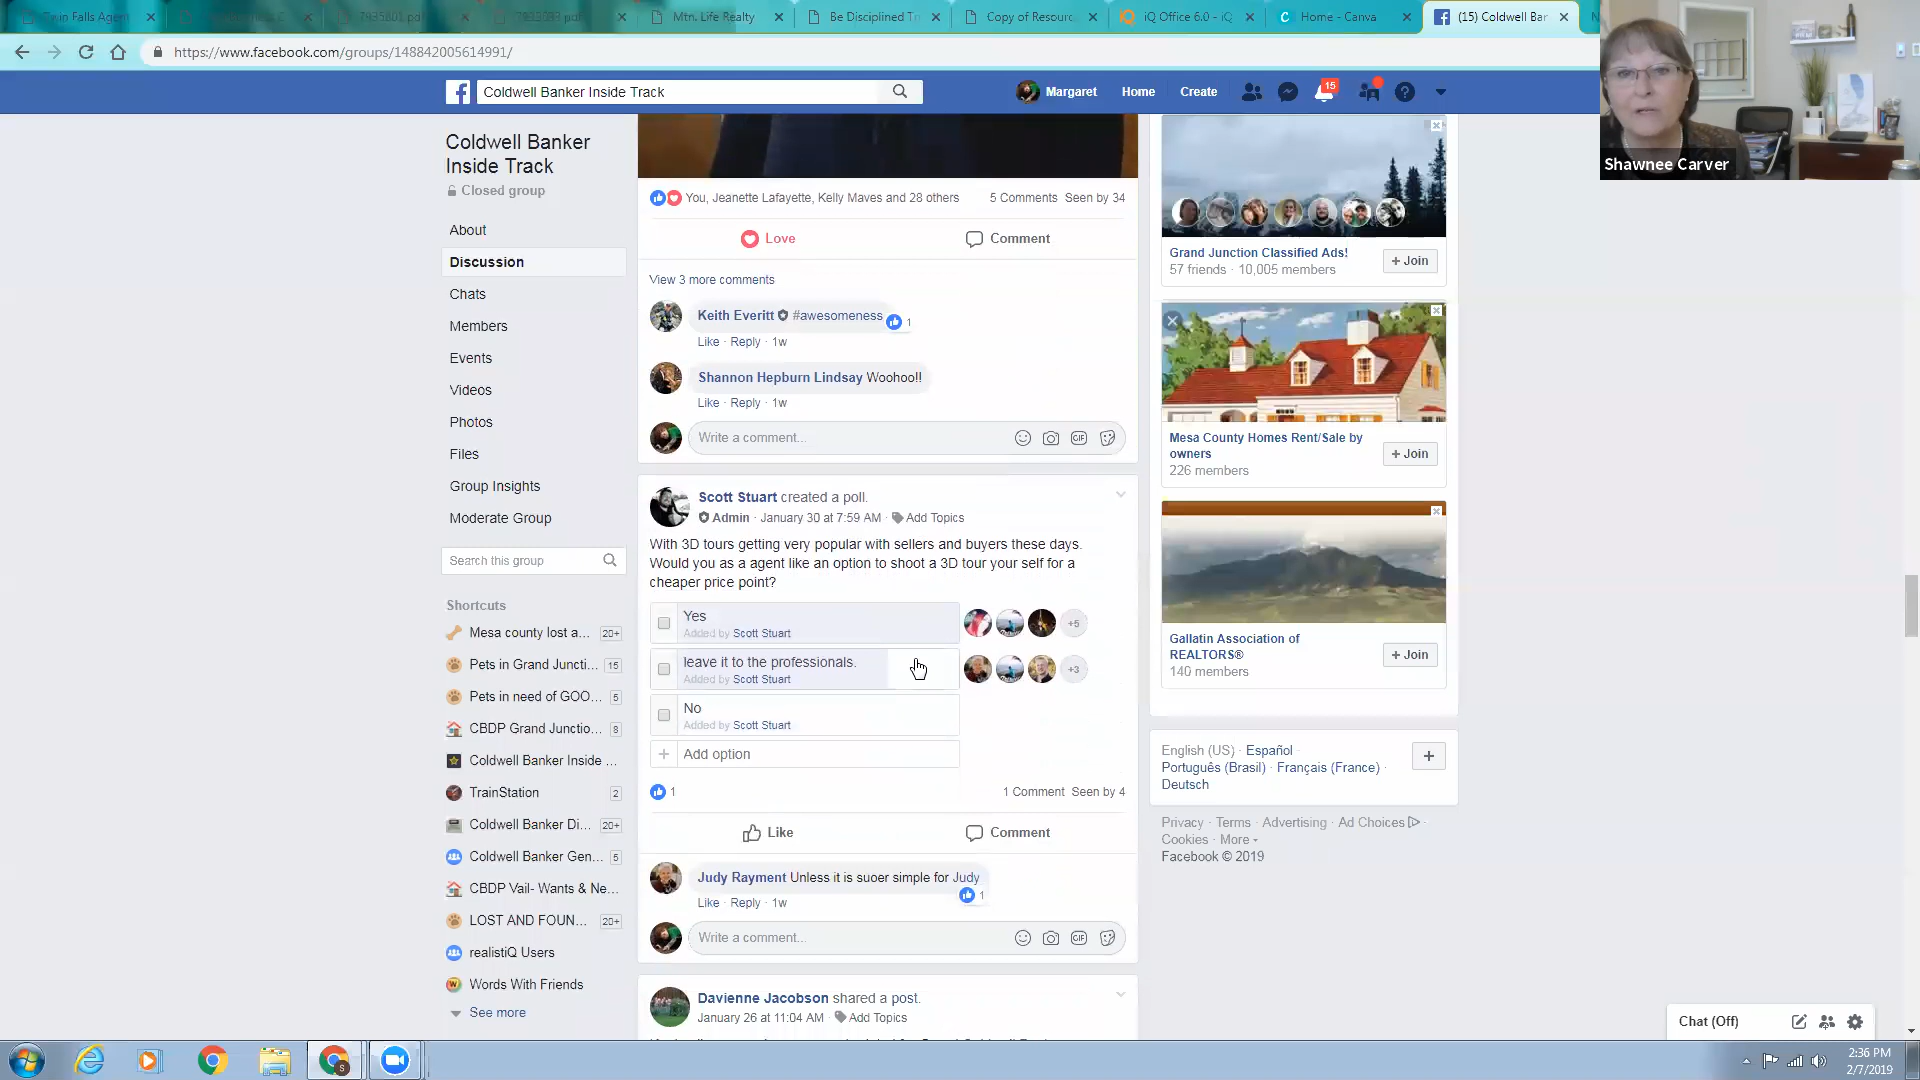 Twin Falls Agent
7935801.pdf
7935693.pdf
Mtn. Life Realty
Be Disciplined Tr
Copy of Resourc
iQ Office 6.0 - iQ
Home - Canva
(15) Coldwell Ban
https://www.facebook.com/groups/148842005614991/
Coldwell Banker Inside Track
Margaret
Home
Create
15
Shawnee Carver
Coldwell Banker
Inside Track
Closed group
About
Discussion
Chats
Members
Events
Videos
Photos
Files
Group Insights
Moderate Group
Search this group
Shortcuts
Mesa county lost a... 20+
Pets in Grand Juncti... 15
Pets in need of GOO... 5
CBDP Grand Junctio... 8
Coldwell Banker Inside ...
TrainStation 2
Coldwell Banker Di... 20+
Coldwell Banker Gen... 5
CBDP Vail- Wants & Ne...
LOST AND FOUN... 20+
realistiQ Users
Words With Friends
See more
You, Jeanette Lafayette, Kelly Maves and 28 others 5 Comments Seen by 34
Love Comment
View 3 more comments
Keith Everitt #awesomeness 1
Like · Reply · 1w
Shannon Hepburn Lindsay Woohoo!!
Like · Reply · 1w
Write a comment... GIF
Scott Stuart created a poll.
Admin · January 30 at 7:59 AM · Add Topics
With 3D tours getting very popular with sellers and buyers these days.
Would you as a agent like an option to shoot a 3D tour your self for a
cheaper price point?
Yes
Added by Scott Stuart
+5
leave it to the professionals.
Added by Scott Stuart
+3
No
Added by Scott Stuart
+ Add option
1 1 Comment Seen by 4
Like Comment
Judy Rayment Unless it is suoer simple for Judy
1
Like · Reply · 1w
Write a comment... GIF
Davienne Jacobson shared a post.
January 26 at 11:04 AM · Add Topics
Grand Junction Classified Ads!
57 friends · 10,005 members
+ Join
Mesa County Homes Rent/Sale by
owners
226 members
+ Join
Gallatin Association of
REALTORS®
140 members
+ Join
English (US) · Español ·
Português (Brasil) · Français (France) ·
Deutsch
+
Privacy · Terms · Advertising · Ad Choices ·
Cookies · More
Facebook © 2019
Chat (Off)
2:36 PM
2/7/2019